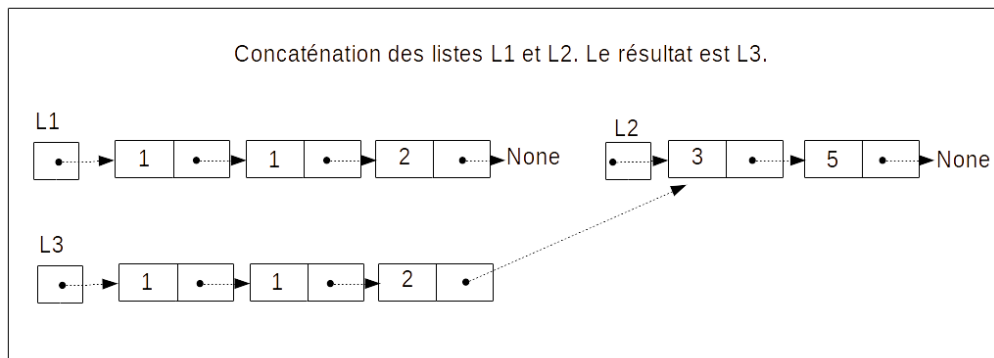 Concaténation des listes L1 et L2. Le résultat est L3.
L1
1 1 2 None
L2
3 5 None
L3
1 1 2